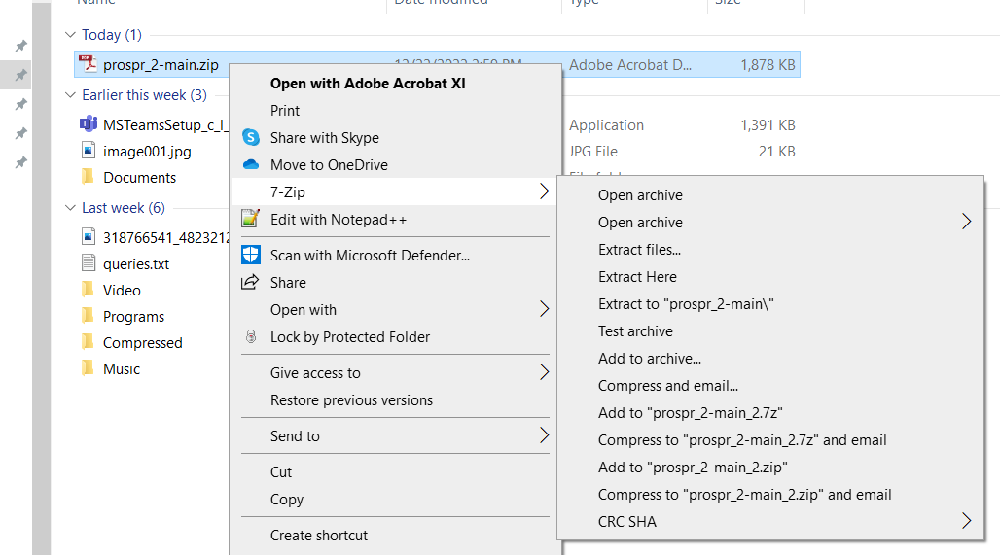 Name Date modified Type Size
Today (1)
prospr_2-main.zip 12/22/2022 2:59 PM Adobe Acrobat D... 1,878 KB
Earlier this week (3)
MSTeamsSetup_c_l_ Application 1,391 KB
image001.jpg JPG File 21 KB
Documents
Last week (6)
318766541_4823212
queries.txt
Video
Programs
Compressed
Music
Open with Adobe Acrobat XI
Print
Share with Skype
Move to OneDrive
7-Zip
Edit with Notepad++
Scan with Microsoft Defender...
Share
Open with
Lock by Protected Folder
Give access to
Restore previous versions
Send to
Cut
Copy
Create shortcut
Open archive
Open archive
Extract files...
Extract Here
Extract to "prospr_2-main\"
Test archive
Add to archive...
Compress and email...
Add to "prospr_2-main_2.7z"
Compress to "prospr_2-main_2.7z" and email
Add to "prospr_2-main_2.zip"
Compress to "prospr_2-main_2.zip" and email
CRC SHA